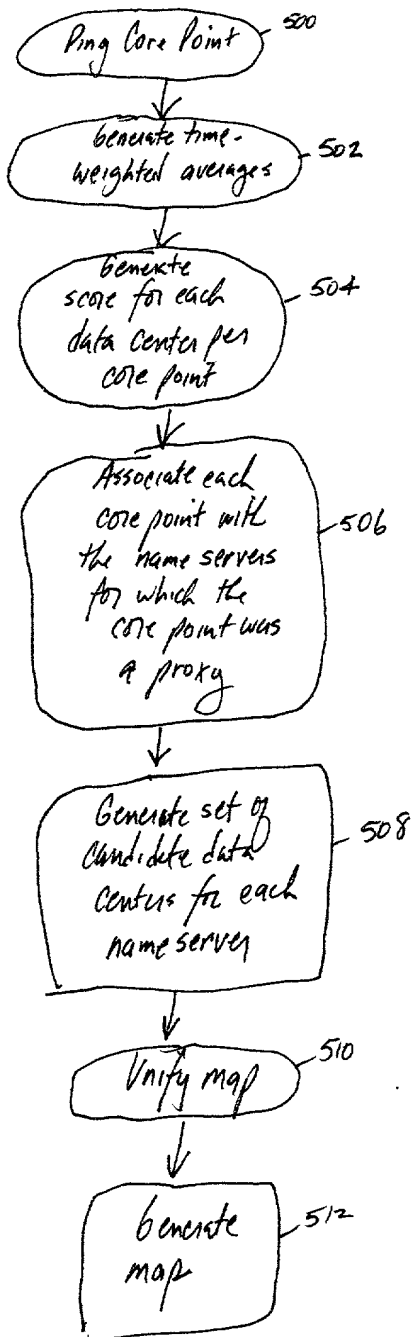 Ping Core Point
500
Generate time-
weighted averages
502
Generate
score for each
data center per
core point
504
Associate each
core point with
the name servers
for which the
core point was
a proxy
506
Generate set of
candidate data
centers for each
name server
508
Unify map
510
Generate
map
512